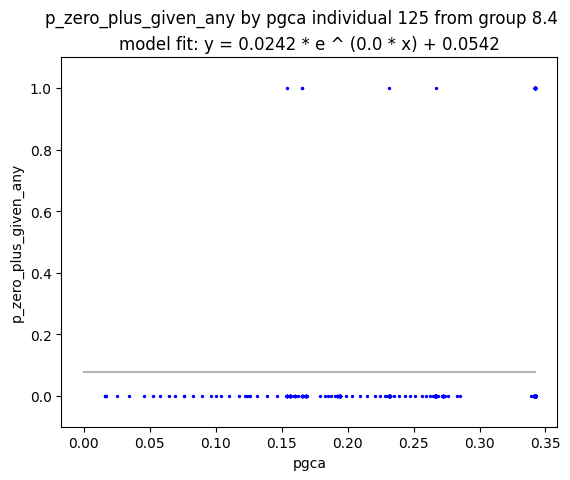 p_zero_plus_given_any by pgca individual 125 from group 8.4
model fit: y = 0.0242 * e ^ (0.0 * x) + 0.0542
1.0
0.8
0.6
0.4
0.2
0.0
p_zero_plus_given_any
0.00 0.05 0.10 0.15 0.20 0.25 0.30 0.35
pgca